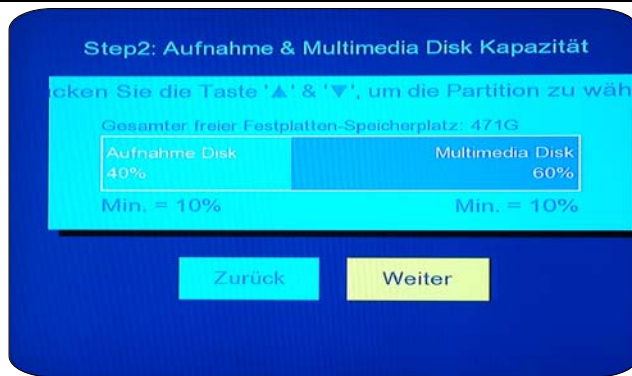 Step2: Aufnahme & Multimedia Disk Kapazität
cken Sie die Taste '▲' & '▼', um die Partition zu wäh
Gesamter freier Festplatten-Speicherplatz: 471G
Aufnahme Disk Multimedia Disk
40% 60%
Min. = 10% Min. = 10%
Zurück Weiter